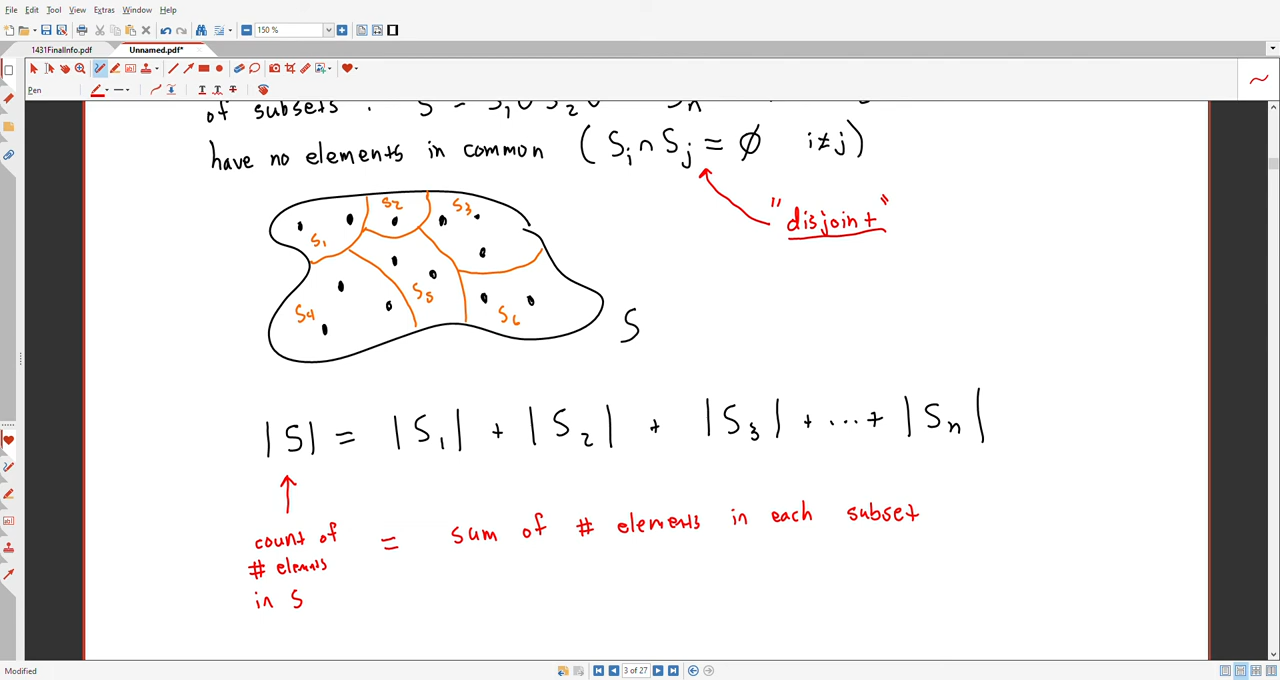 File Edit Tool View Extras Window Help
150 %
1431FinalInfo.pdf Unnamed.pdf*
Pen
of subsets . S = S₁∪S₂∪ Sₙ
have no elements in common ( Sᵢ∩Sⱼ = ∅ i≠j )
"disjoint"
S₁ S₂ S₃
S₄ S₅ S₆
S
|S| = |S₁| + |S₂| + |S₃| + ... + |Sₙ|
count of = sum of # elements in each subset
# elements
in S
Modified
3 of 27